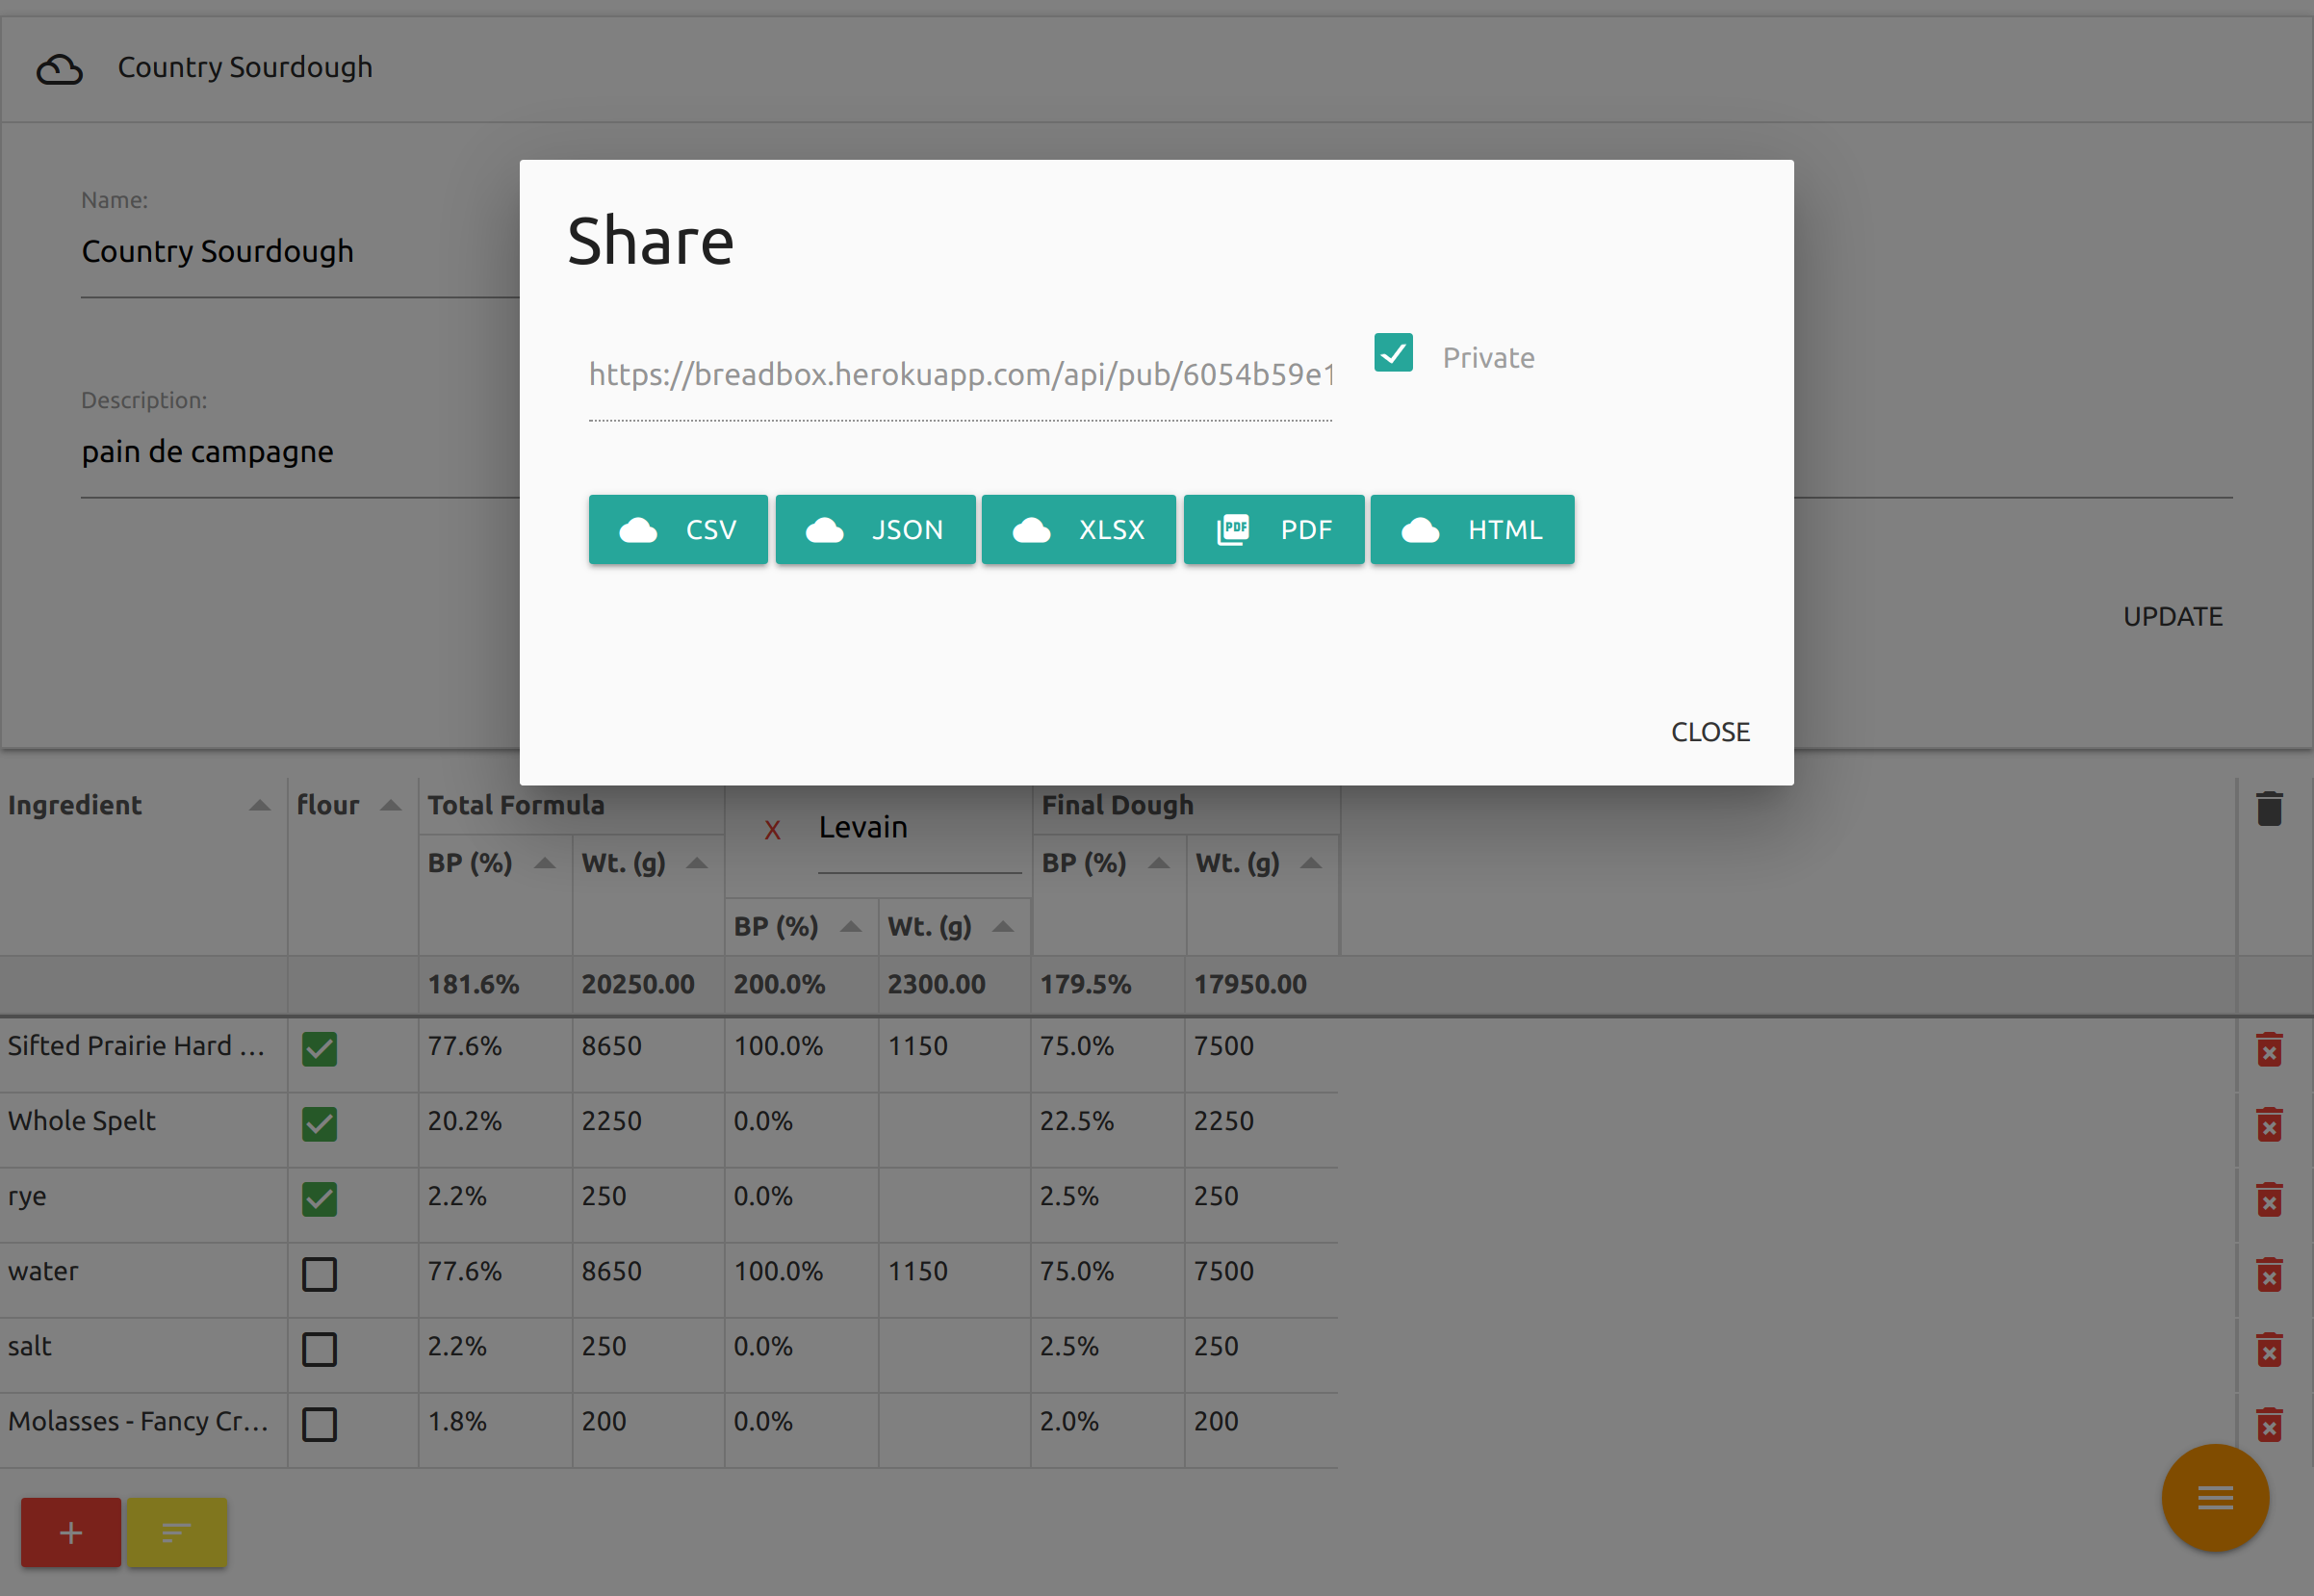 Country Sourdough
Name:
Country Sourdough
Description:
pain de campagne
UPDATE
Share
https://breadbox.herokuapp.com/api/pub/6054b59e1
Private
CSV JSON XLSX PDF PDF HTML
CLOSE
Ingredient flour Total Formula X Levain Final Dough
BP (%) Wt. (g) BP (%) Wt. (g) BP (%) Wt. (g)
181.6% 20250.00 200.0% 2300.00 179.5% 17950.00
Sifted Prairie Hard … 77.6% 8650 100.0% 1150 75.0% 7500
Whole Spelt 20.2% 2250 0.0% 22.5% 2250
rye 2.2% 250 0.0% 2.5% 250
water 77.6% 8650 100.0% 1150 75.0% 7500
salt 2.2% 250 0.0% 2.5% 250
Molasses - Fancy Cr… 1.8% 200 0.0% 2.0% 200